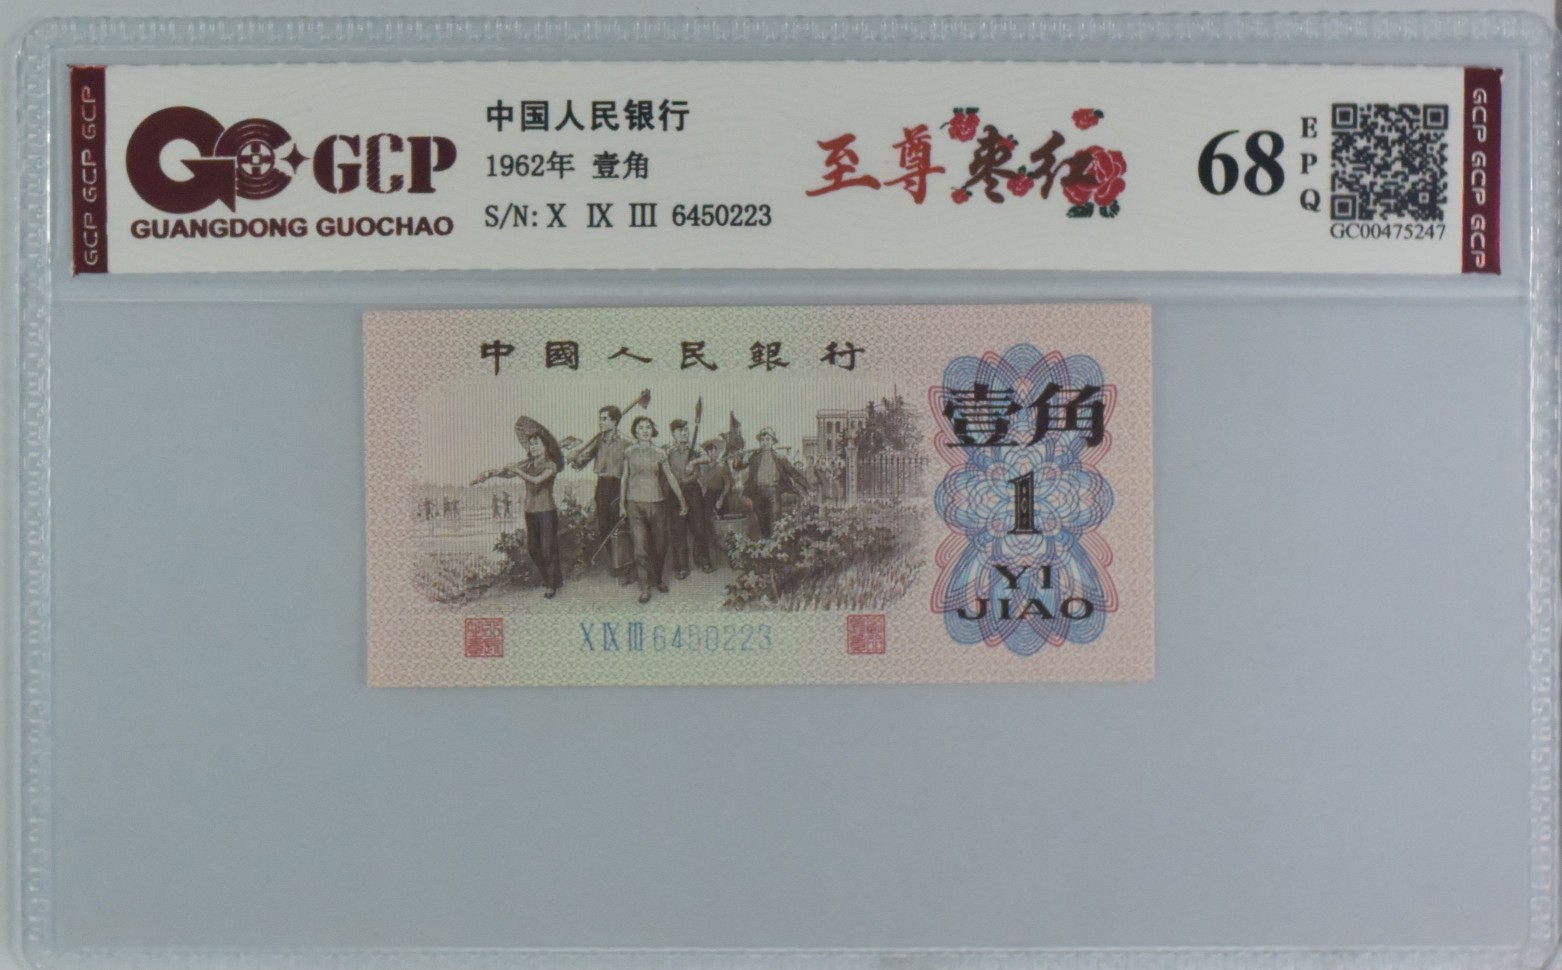 GCP GCP GCP
GCP
GUANGDONG GUOCHAO
中国人民银行
1962年 壹角
S/N: X IX III 6450223
至尊枣红
68
EPQ
GC00475247
GCP GCP GCP
中國人民銀行
壹角
1
YI
JIAO
X IX III 6450223